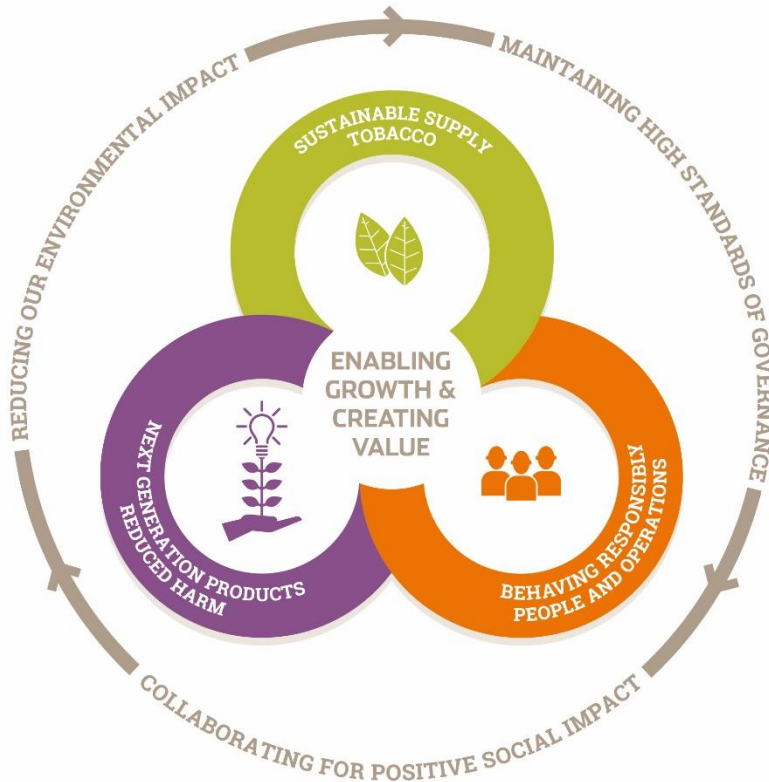 REDUCING OUR ENVIRONMENTAL IMPACT
MAINTAINING HIGH STANDARDS OF GOVERNANCE
SUSTAINABLE SUPPLY
TOBACCO
ENABLING
GROWTH &
CREATING
VALUE
NEXT GENERATION PRODUCTS
REDUCED HARM
BEHAVING RESPONSIBLY
PEOPLE AND OPERATIONS
COLLABORATING FOR POSITIVE SOCIAL IMPACT